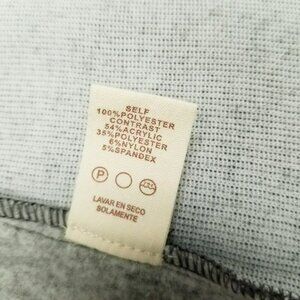 SELF
100%POLYESTER
CONTRAST
54%ACRYLIC
35%POLYESTER
6%NYLON
5%SPANDEX
P
LAVAR EN SECO
SOLAMENTE